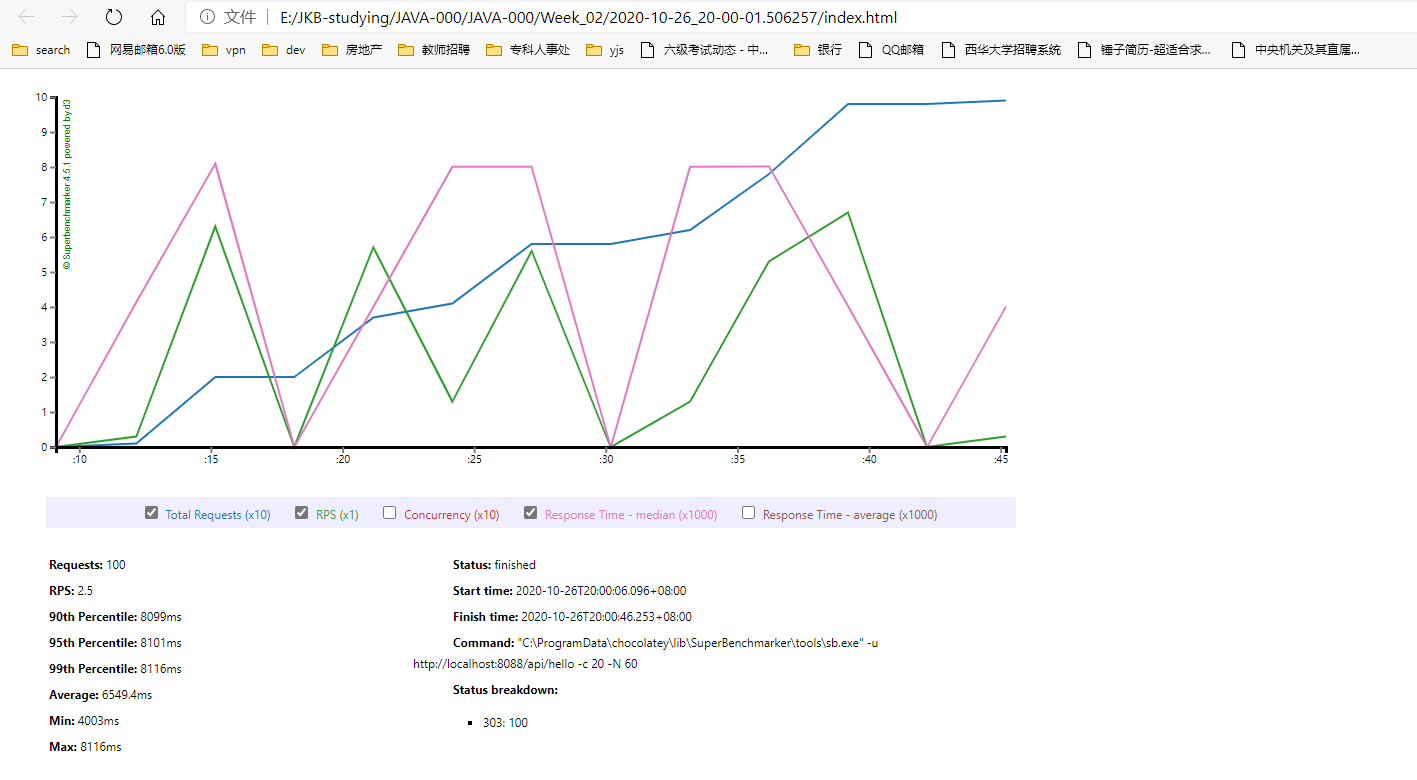 文件 E:/JKB-studying/JAVA-000/JAVA-000/Week_02/2020-10-26_20-00-01.506257/index.html
search 网易邮箱6.0版 vpn dev 房地产 教师招聘 专科人事处 yjs 六级考试动态 - 中... 银行 QQ邮箱 西华大学招聘系统 锤子简历-超适合求... 中央机关及其直属...
10
9
8
7
6
5
4
3
2
1
0
© Superbenchmarker 4.5.1 powered by d3
:10 :15 :20 :25 :30 :35 :40 :45
Total Requests (x10) RPS (x1) Concurrency (x10) Response Time - median (x1000) Response Time - average (x1000)
Requests: 100
RPS: 2.5
90th Percentile: 8099ms
95th Percentile: 8101ms
99th Percentile: 8116ms
Average: 6549.4ms
Min: 4003ms
Max: 8116ms
Status: finished
Start time: 2020-10-26T20:00:06.096+08:00
Finish time: 2020-10-26T20:00:46.253+08:00
Command: "C:\ProgramData\chocolatey\lib\SuperBenchmarker\tools\sb.exe" -u
http://localhost:8088/api/hello -c 20 -N 60
Status breakdown:
303: 100